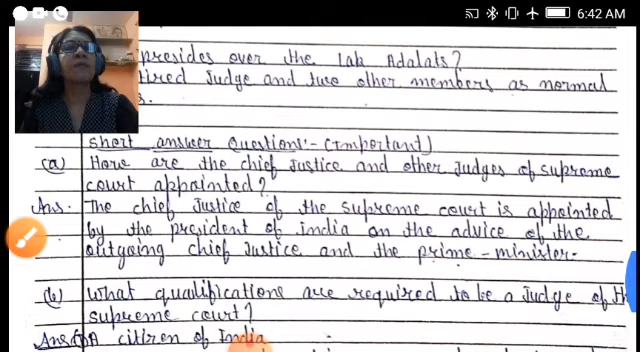 6:42 AM
presides over the Lok Adalats?
tired Judge and two other members as normal
s.
short answer Questions:- (Important)
(a) How are the chief Justice and other Judges of supreme
court appointed?
Ans. The chief Justice of the supreme court is appointed
by the president of india on the advice of the
outgoing chief Justice and the prime-minister.
(b) What qualifications are required to be a Judge of th
supreme court?
Ans A citizen of India